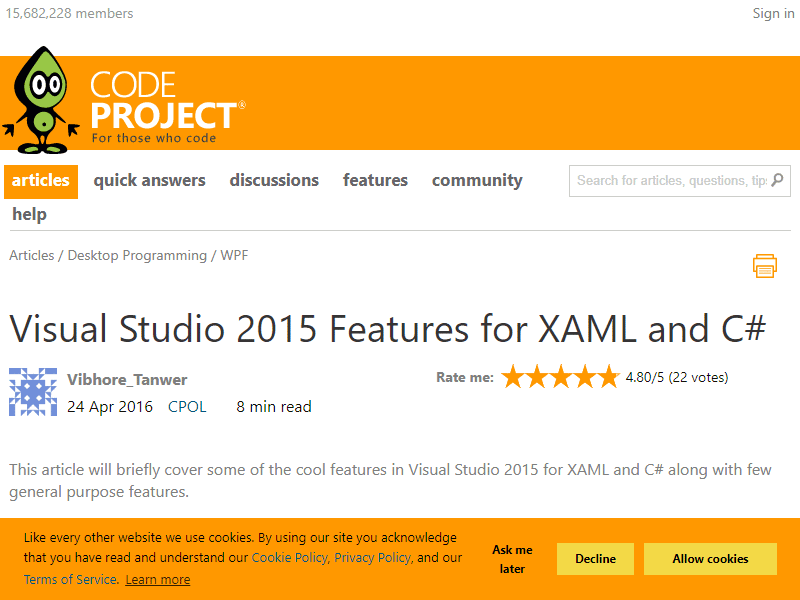 15,682,228 members
Sign in
CODE
PROJECT®
For those who code
articles quick answers discussions features community
Search for articles, questions, tips
help
Articles / Desktop Programming / WPF
Visual Studio 2015 Features for XAML and C#
Vibhore_Tanwer
Rate me: 4.80/5 (22 votes)
24 Apr 2016 CPOL 8 min read
This article will briefly cover some of the cool features in Visual Studio 2015 for XAML and C# along with few
general purpose features.
Like every other website we use cookies. By using our site you acknowledge
that you have read and understand our Cookie Policy, Privacy Policy, and our
Terms of Service. Learn more
Ask me
later
Decline
Allow cookies